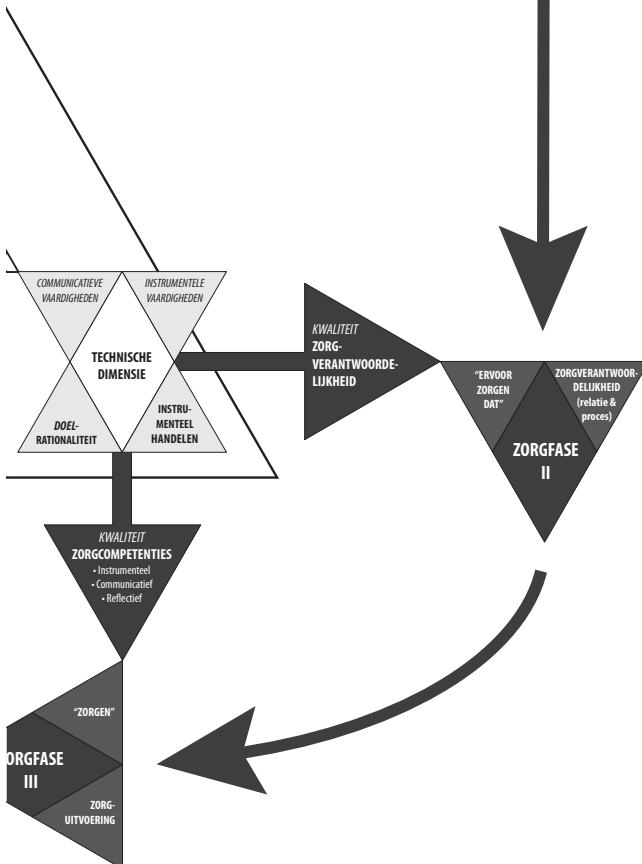 COMMUNICATIEVE
VAARDIGHEDEN
INSTRUMENTELE
VAARDIGHEDEN
TECHNISCHE
DIMENSIE
DOEL-
RATIONALITEIT
INSTRU-
MENTEEL
HANDELEN
KWALITEIT
ZORG-
VERANTWOORDE-
LIJKHEID
"ERVOOR
ZORGEN
DAT"
ZORGVERANTWOOR-
DELIJKHEID
(relatie &
proces)
ZORGFASE
II
KWALITEIT
ZORGCOMPETENTIES
• Instrumenteel
• Communicatief
• Reflectief
"ZORGEN"
ORGFASE
III
ZORG-
UITVOERING